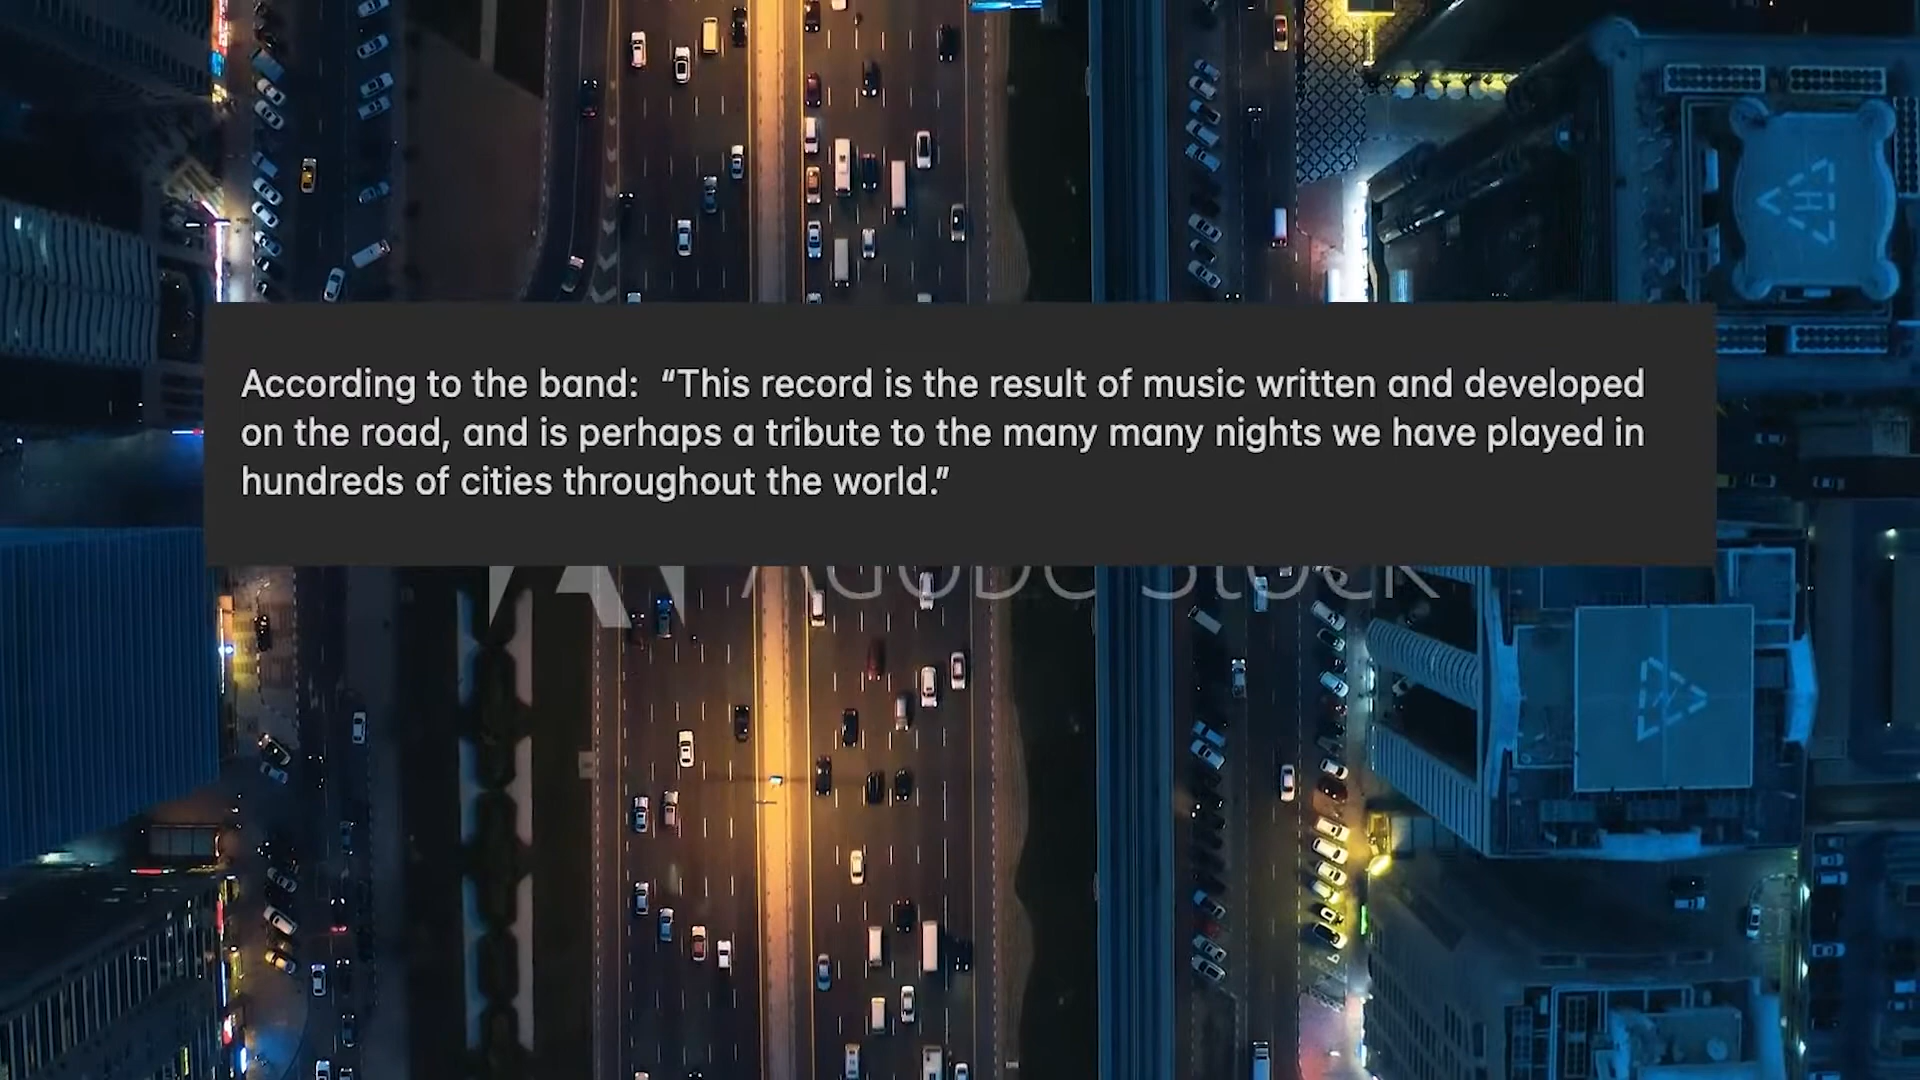 According to the band:  “This record is the result of music written and developed
on the road, and is perhaps a tribute to the many many nights we have played in
hundreds of cities throughout the world.”
Stock